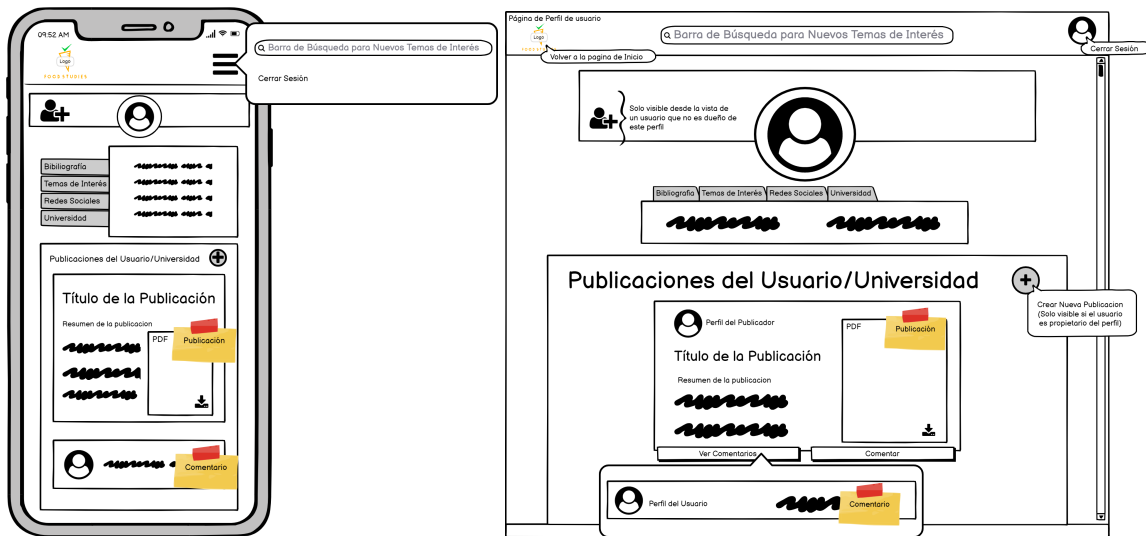 09:52 AM
Logo
FOOD STUDIES
Barra de Búsqueda para Nuevos Temas de Interés
Cerrar Sesión
Bibiliografía
Temas de Interés
Redes Sociales
Universidad
Publicaciones del Usuario/Universidad
Título de la Publicación
Resumen de la publicacion
PDF
Publicación
Comentario
Página de Perfil de usuario
Logo
Volver a la pagina de Inicio
Barra de Búsqueda para Nuevos Temas de Interés
Cerrar Sesión
Solo visible desde la vista de
un usuario que no es dueño de
este perfil
Bibliografía
Temas de Interés
Redes Sociales
Universidad
Publicaciones del Usuario/Universidad
Crear Nueva Publicacion
(Solo visible si el usuario
es propietario del perfil)
Perfil del Publicador
Título de la Publicación
Resumen de la publicacion
PDF
Publicación
Ver Comentarios
Comentar
Perfil del Usuario
Comentario